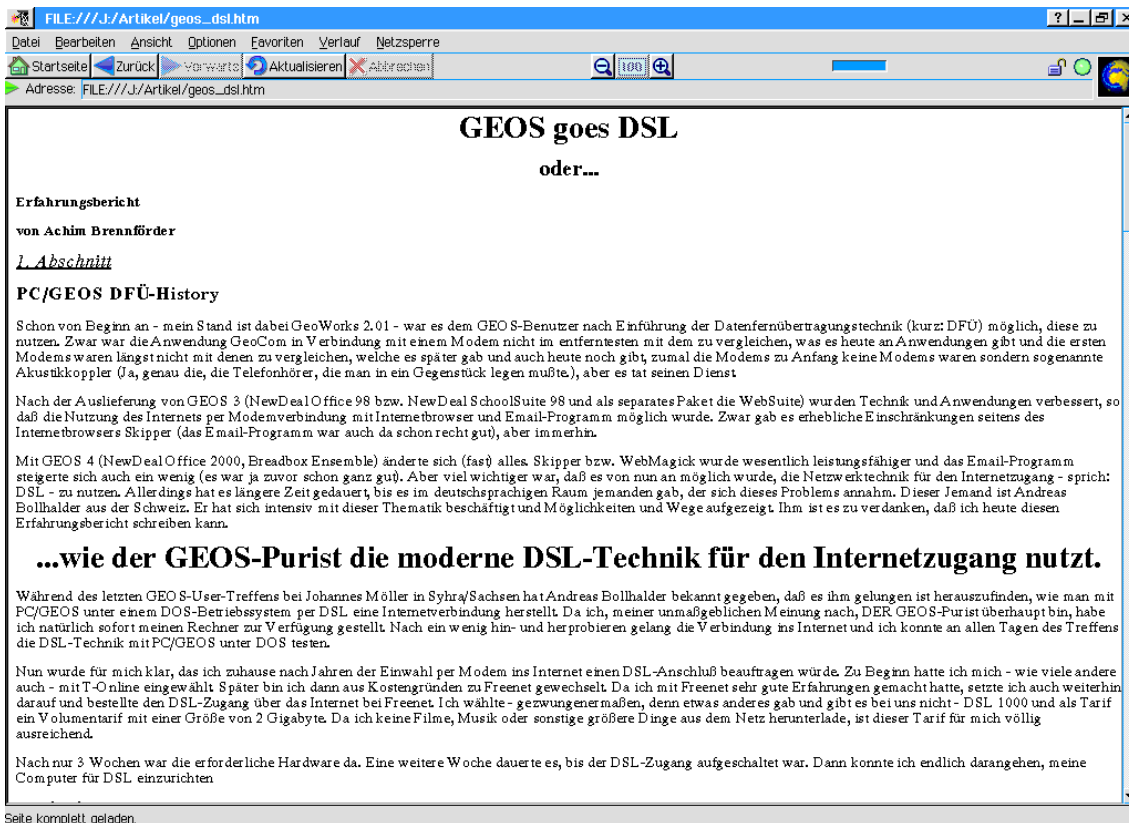 FILE:///J:/Artikel/geos_dsl.htm
Datei Bearbeiten Ansicht Optionen Favoriten Verlauf Netzsperre
Startseite Zurück Vorwärts Aktualisieren Abbrechen 100
Adresse: FILE:///J:/Artikel/geos_dsl.htm
GEOS goes DSL
oder...
Erfahrungsbericht
von Achim Brennförder
1. Abschnitt
PC/GEOS DFÜ-History
Schon von Beginn an - mein Stand ist dabei GeoWorks 2.01 - war es dem GEOS-Benutzer nach Einführung der Datenfernübertragungstechnik (kurz: DFÜ) möglich, diese zu
nutzen. Zwar war die Anwendung GeoCom in Verbindung mit einem Modem nicht im entferntesten mit dem zu vergleichen, was es heute an Anwendungen gibt und die ersten
Modems waren längst nicht mit denen zu vergleichen, welche es später gab und auch heute noch gibt, zumal die Modems zu Anfang keine Modems waren sondern sogenannte
Akustikkoppler (Ja, genau die, die Telefonhörer, die man in ein Gegenstück legen mußte.), aber es tat seinen Dienst.
Nach der Auslieferung von GEOS 3 (NewDeal Office 98 bzw. NewDeal SchoolSuite 98 und als separates Paket die WebSuite) wurden Technik und Anwendungen verbessert, so
daß die Nutzung des Internets per Modemverbindung mit Internetbrowser und Email-Programm möglich wurde. Zwar gab es erhebliche Einschränkungen seitens des
Internetbrowsers Skipper (das Email-Programm war auch da schon recht gut), aber immerhin.
Mit GEOS 4 (NewDeal Office 2000, Breadbox Ensemble) änderte sich (fast) alles. Skipper bzw. WebMagick wurde wesentlich leistungsfähiger und das Email-Programm
steigerte sich auch ein wenig (es war ja zuvor schon ganz gut). Aber viel wichtiger war, daß es von nun an möglich wurde, die Netzwerktechnik für den Internetzugang - sprich:
DSL - zu nutzen. Allerdings hat es längere Zeit gedauert, bis es im deutschsprachigen Raum jemanden gab, der sich dieses Problems annahm. Dieser Jemand ist Andreas
Bollhalder aus der Schweiz. Er hat sich intensiv mit dieser Thematik beschäftigt und Möglichkeiten und Wege aufgezeigt. Ihm ist es zu verdanken, daß ich heute diesen
Erfahrungsbericht schreiben kann.
...wie der GEOS-Purist die moderne DSL-Technik für den Internetzugang nutzt.
Während des letzten GEOS-User-Treffens bei Johannes Möller in Syhra/Sachsen hat Andreas Bollhalder bekannt gegeben, daß es ihm gelungen ist herauszufinden, wie man mit
PC/GEOS unter einem DOS-Betriebssystem per DSL eine Internetverbindung herstellt. Da ich, meiner unmaßgeblichen Meinung nach, DER GEOS-Purist überhaupt bin, habe
ich natürlich sofort meinen Rechner zur Verfügung gestellt. Nach ein wenig hin- und herprobieren gelang die Verbindung ins Internet und ich konnte an allen Tagen des Treffens
die DSL-Technik mit PC/GEOS unter DOS testen.
Nun wurde für mich klar, das ich zuhause nach Jahren der Einwahl per Modem ins Internet einen DSL-Anschluß beauftragen würde. Zu Beginn hatte ich mich - wie viele andere
auch - mit T-Online eingewählt. Später bin ich dann aus Kostengründen zu Freenet gewechselt. Da ich mit Freenet sehr gute Erfahrungen gemacht hatte, setzte ich auch weiterhin
darauf und bestellte den DSL-Zugang über das Internet bei Freenet. Ich wählte - gezwungenermaßen, denn etwas anderes gab und gibt es bei uns nicht - DSL 1000 und als Tarif
ein Volumentarif mit einer Größe von 2 Gigabyte. Da ich keine Filme, Musik oder sonstige größere Dinge aus dem Netz herunterlade, ist dieser Tarif für mich völlig
ausreichend.
Nach nur 3 Wochen war die erforderliche Hardware da. Eine weitere Woche dauerte es, bis der DSL-Zugang aufgeschaltet war. Dann konnte ich endlich darangehen, meine
Computer für DSL einzurichten
Seite komplett geladen.